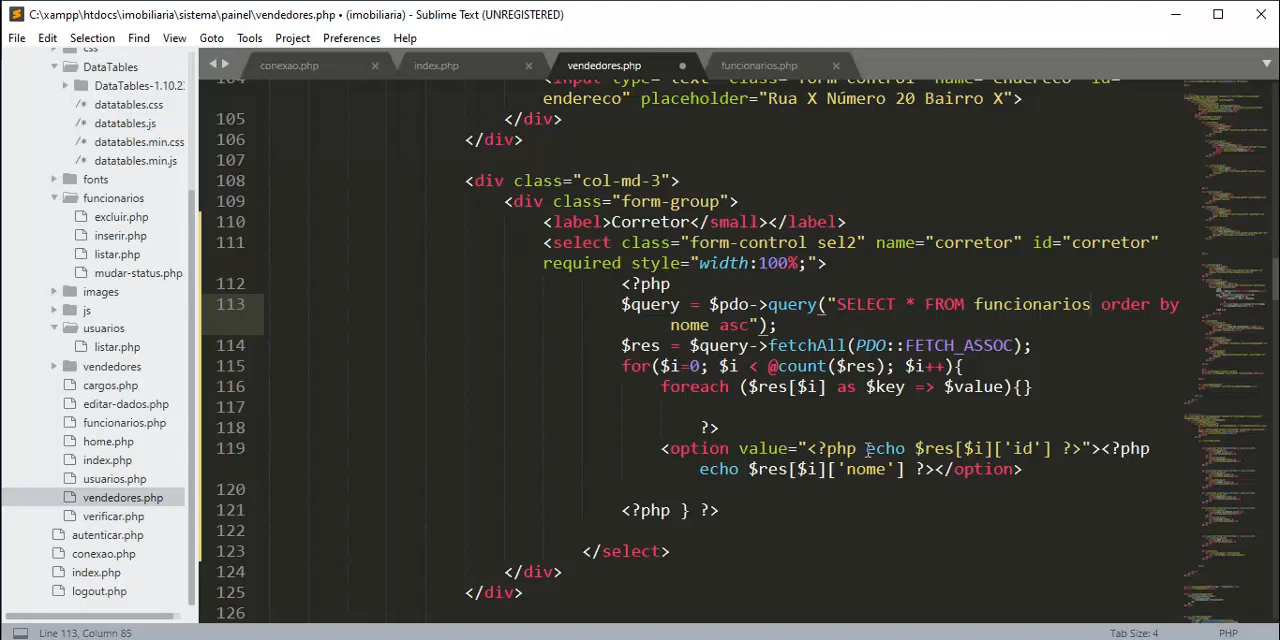 C:\xampp\htdocs\imobiliaria\sistema\painel\vendedores.php • (imobiliaria) - Sublime Text (UNREGISTERED)
File Edit Selection Find View Goto Tools Project Preferences Help
conexao.php index.php vendedores.php funcionarios.php
css
DataTables
DataTables-1.10.2
datatables.css
datatables.js
datatables.min.css
datatables.min.js
fonts
funcionarios
excluir.php
inserir.php
listar.php
mudar-status.php
images
js
usuarios
listar.php
vendedores
cargos.php
editar-dados.php
funcionarios.php
home.php
index.php
usuarios.php
vendedores.php
verificar.php
autenticar.php
conexao.php
index.php
logout.php
104 <input type="text" class="form-control" name="endereco" id="
endereco" placeholder="Rua X Número 20 Bairro X">
105 </div>
106 </div>
107
108 <div class="col-md-3">
109 <div class="form-group">
110 <label>Corretor</small></label>
111 <select class="form-control sel2" name="corretor" id="corretor"
required style="width:100%;">
112 <?php
113 $query = $pdo->query("SELECT * FROM funcionarios order by
nome asc");
114 $res = $query->fetchAll(PDO::FETCH_ASSOC);
115 for($i=0; $i < @count($res); $i++){
116 foreach ($res[$i] as $key => $value){}
117
118 ?>
119 <option value="<?php echo $res[$i]['id'] ?>"><?php
echo $res[$i]['nome'] ?></option>
120
121 <?php } ?>
122
123 </select>
124 </div>
125 </div>
126
Line 113, Column 85 Tab Size: 4 PHP